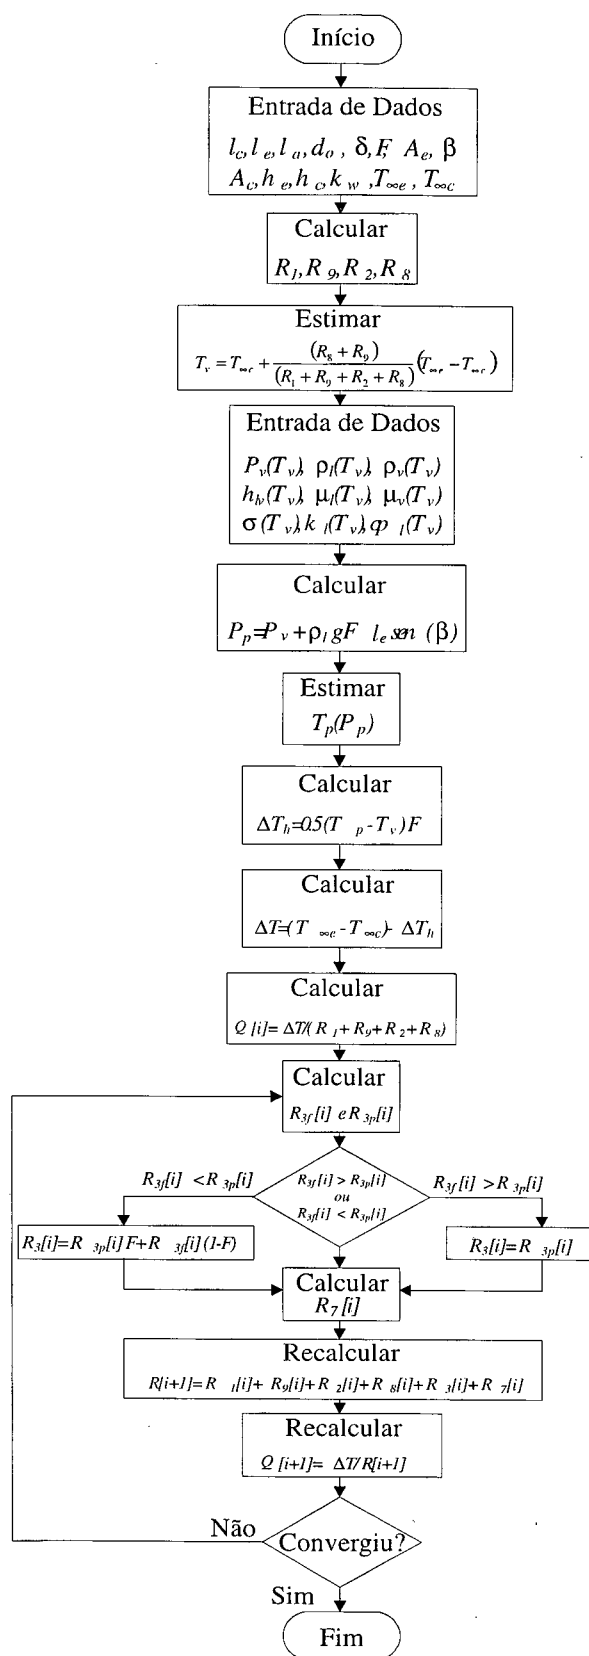 Início
Entrada de Dados
l_c, l_e, l_a, d_o, δ, F, A_e, β
A_c, h_e, h_c, k_w, T_∞e, T_∞c
Calcular
R_1, R_9, R_2, R_8
Estimar
T_v = T_∞c + (R_8 + R_9) / (R_1 + R_9 + R_2 + R_8) (T_∞e − T_∞c)
Entrada de Dados
P_v(T_v), ρ_l(T_v), ρ_v(T_v)
h_lv(T_v), μ_l(T_v), μ_v(T_v)
σ(T_v), k_l(T_v), cp_l(T_v)
Calcular
P_p=P_v+ρ_l gF l_e sen (β)
Estimar
T_p(P_p)
Calcular
ΔT_h=0.5(T_p-T_v)F
Calcular
ΔT=(T_∞e-T_∞c)- ΔT_h
Calcular
Q [i]= ΔT/(R_1+R_9+R_2+R_8)
Calcular
R_3f[i] e R_3p[i]
R_3f[i] <R_3p[i]
R_3f[i] > R_3p[i]
ou
R_3f[i] < R_3p[i]
R_3f[i] >R_3p[i]
R_3[i]=R_3p[i] F+R_3f[i] (1-F)
R_3[i]=R_3p[i]
Calcular
R_7[i]
Recalcular
R[i+1]=R_1[i]+ R_9[i]+R_2[i]+R_8[i]+R_3[i]+R_7[i]
Recalcular
Q [i+1]= ΔT/R[i+1]
Não
Convergiu?
Sim
Fim